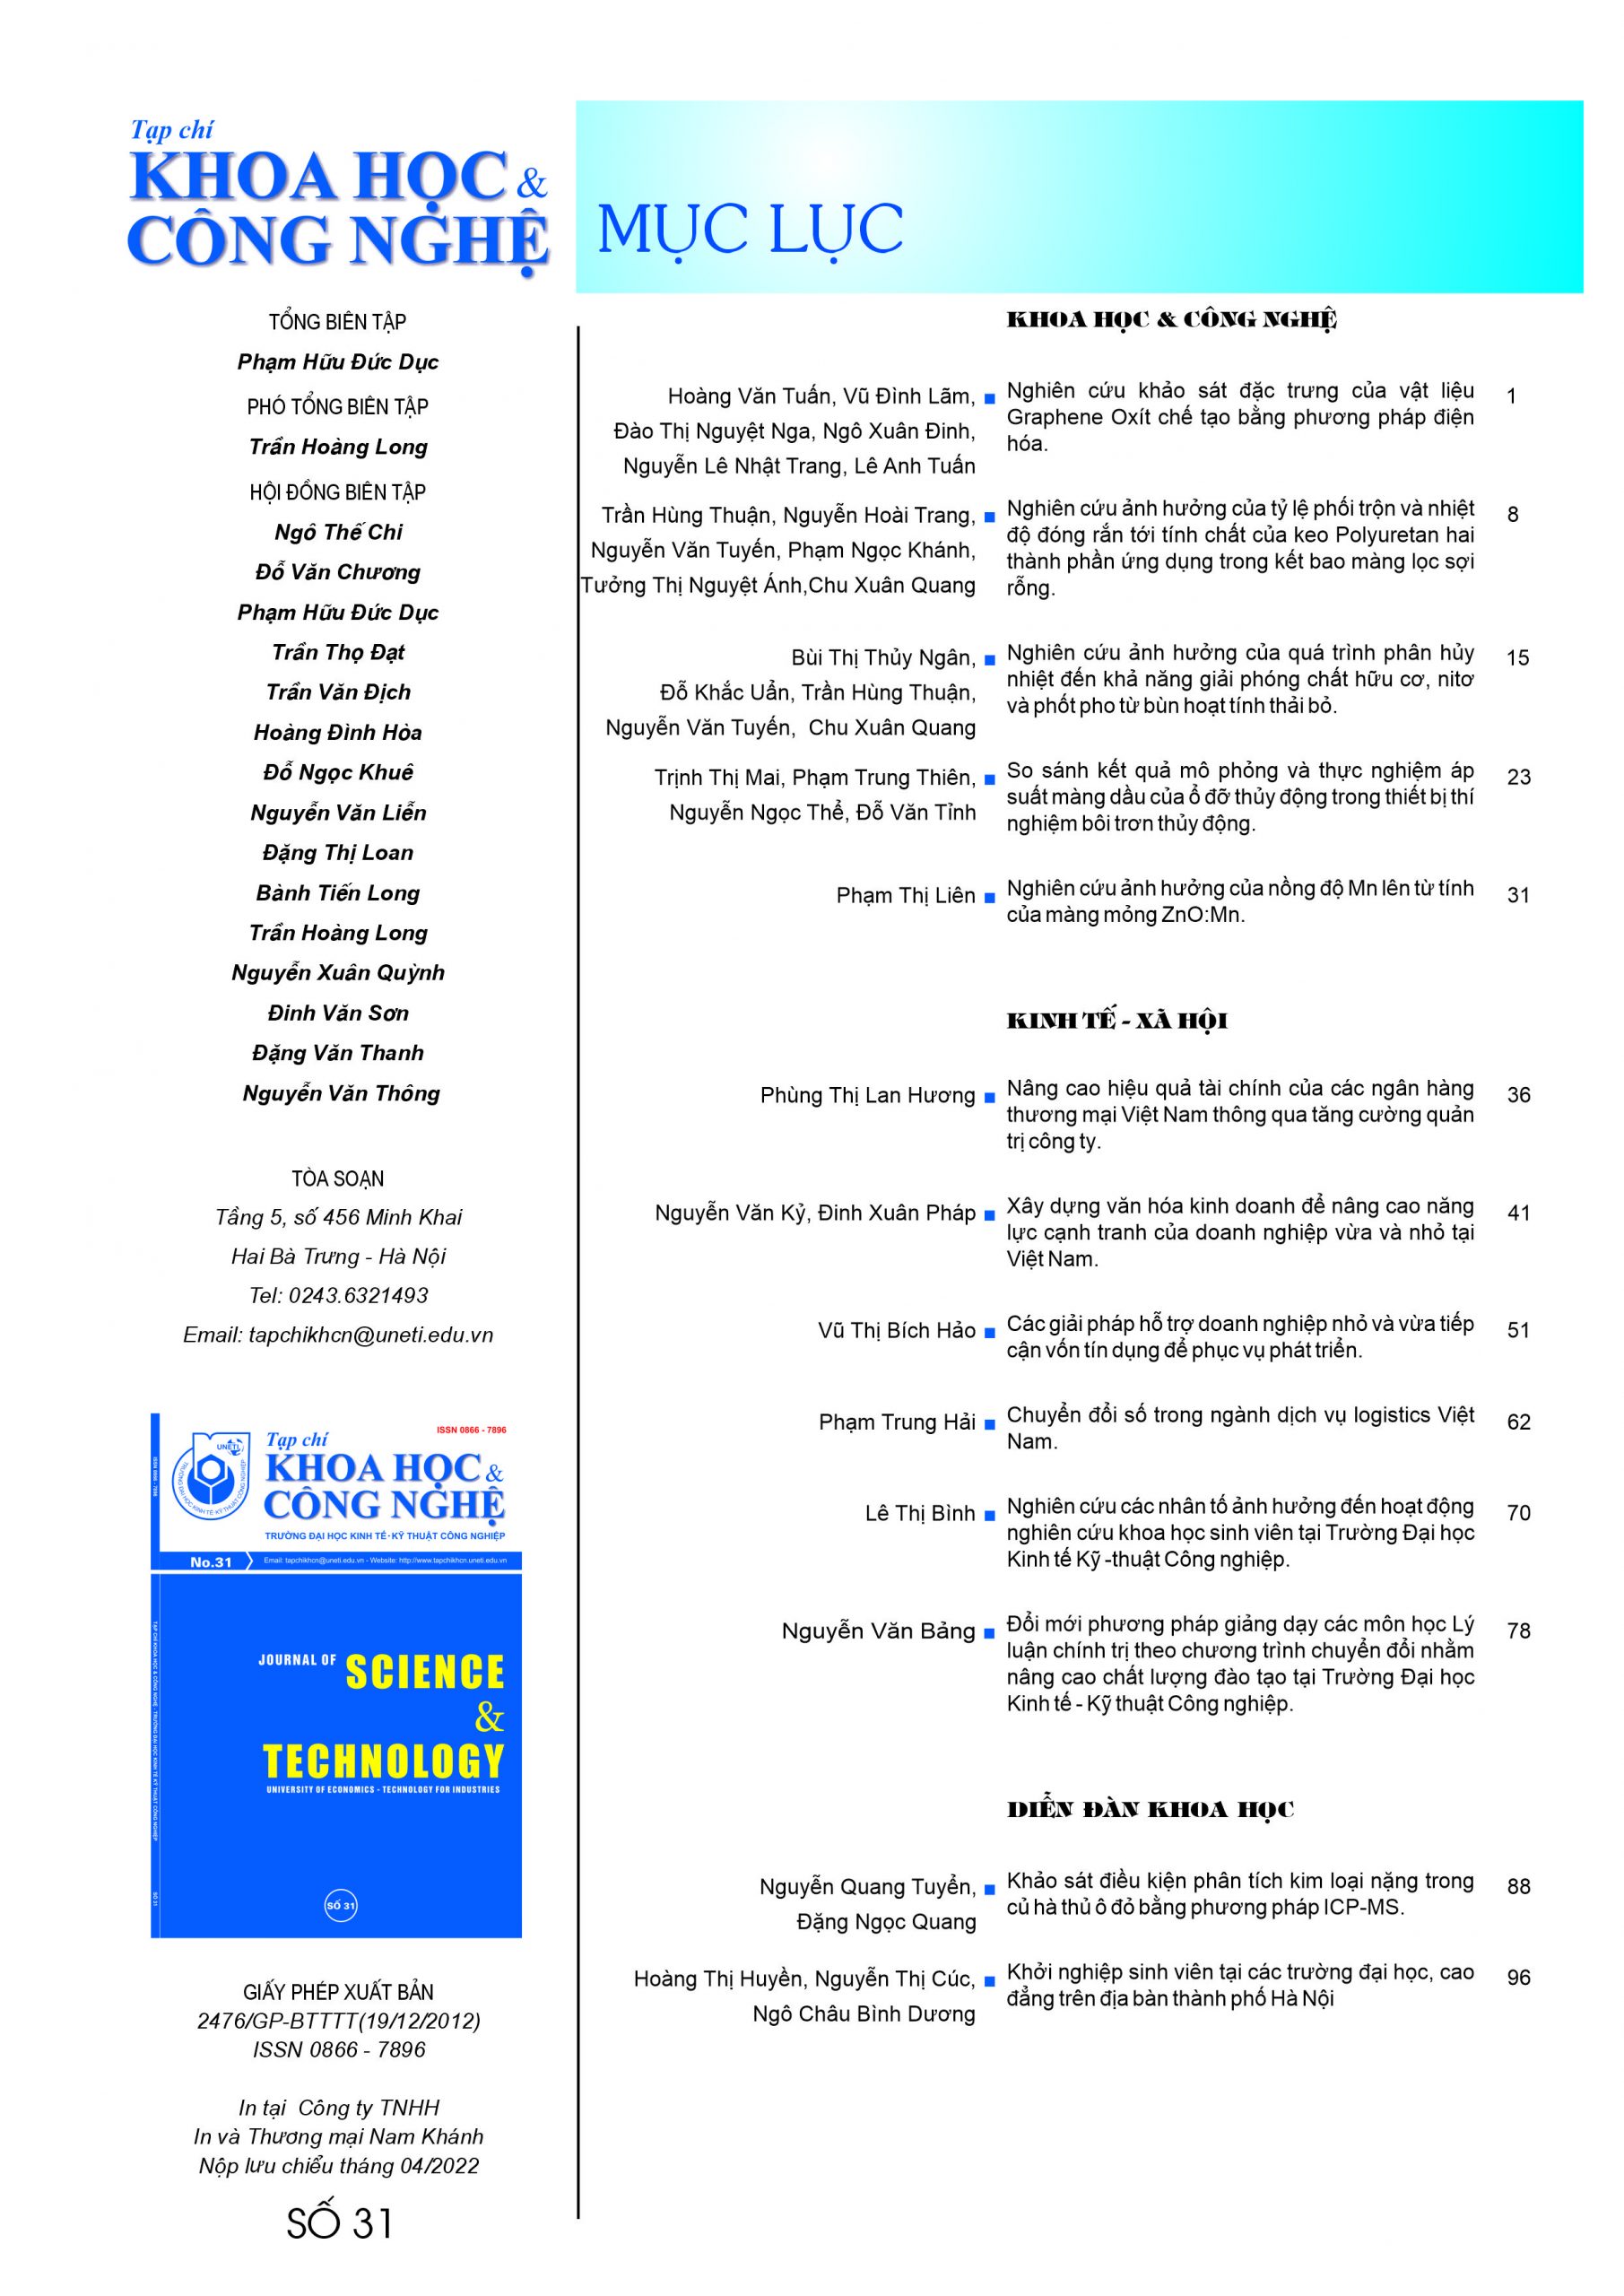 Tạp chí
KHOA HỌC &
CÔNG NGHỆ
MỤC LỤC
TỔNG BIÊN TẬP
Phạm Hữu Đức Dục
PHÓ TỔNG BIÊN TẬP
Trần Hoàng Long
HỘI ĐỒNG BIÊN TẬP
Ngô Thế Chi
Đỗ Văn Chương
Phạm Hữu Đức Dục
Trần Thọ Đạt
Trần Văn Địch
Hoàng Đình Hòa
Đỗ Ngọc Khuê
Nguyễn Văn Liễn
Đặng Thị Loan
Bành Tiến Long
Trần Hoàng Long
Nguyễn Xuân Quỳnh
Đinh Văn Sơn
Đặng Văn Thanh
Nguyễn Văn Thông
TÒA SOẠN
Tầng 5, số 456 Minh Khai
Hai Bà Trưng - Hà Nội
Tel: 0243.6321493
Email: tapchikhcn@uneti.edu.vn
ISSN 0866 - 7896
ISSN 0866 - 7896
UNETI
TRƯỜNG ĐẠI HỌC KINH TẾ-KỸ THUẬT CÔNG NGHIỆP
Tạp chí
KHOA HỌC &
CÔNG NGHỆ
TRƯỜNG ĐẠI HỌC KINH TẾ-KỸ THUẬT CÔNG NGHIỆP
No.31
Email: tapchikhcn@uneti.edu.vn - Website: http://www.tapchikhcn.uneti.edu.vn
TẠP CHÍ KHOA HỌC & CÔNG NGHỆ - TRƯỜNG ĐẠI HỌC KINH TẾ KỸ THUẬT CÔNG NGHIỆP
SỐ 31
JOURNAL OF SCIENCE
&
TECHNOLOGY
UNIVERSITY OF ECONOMICS - TECHNOLOGY FOR INDUSTRIES
SỐ 31
GIẤY PHÉP XUẤT BẢN
2476/GP-BTTTT(19/12/2012)
ISSN 0866 - 7896
In tại Công ty TNHH
In và Thương mại Nam Khánh
Nộp lưu chiểu tháng 04/2022
SỐ 31
KHOA HỌC & CÔNG NGHỆ
Hoàng Văn Tuấn, Vũ Đình Lãm,
Đào Thị Nguyệt Nga, Ngô Xuân Đinh,
Nguyễn Lê Nhật Trang, Lê Anh Tuấn
Nghiên cứu khảo sát đặc trưng của vật liệu
Graphene Oxít chế tạo bằng phương pháp điện
hóa.
1
Trần Hùng Thuận, Nguyễn Hoài Trang,
Nguyễn Văn Tuyến, Phạm Ngọc Khánh,
Tưởng Thị Nguyệt Ánh,Chu Xuân Quang
Nghiên cứu ảnh hưởng của tỷ lệ phối trộn và nhiệt
độ đóng rắn tới tính chất của keo Polyuretan hai
thành phần ứng dụng trong kết bao màng lọc sợi
rỗng.
8
Bùi Thị Thủy Ngân,
Đỗ Khắc Uẩn, Trần Hùng Thuận,
Nguyễn Văn Tuyến, Chu Xuân Quang
Nghiên cứu ảnh hưởng của quá trình phân hủy
nhiệt đến khả năng giải phóng chất hữu cơ, nitơ
và phốt pho từ bùn hoạt tính thải bỏ.
15
Trịnh Thị Mai, Phạm Trung Thiên,
Nguyễn Ngọc Thể, Đỗ Văn Tỉnh
So sánh kết quả mô phỏng và thực nghiệm áp
suất màng dầu của ổ đỡ thủy động trong thiết bị thí
nghiệm bôi trơn thủy động.
23
Phạm Thị Liên
Nghiên cứu ảnh hưởng của nồng độ Mn lên từ tính
của màng mỏng ZnO:Mn.
31
KINH TẾ - XÃ HỘI
Phùng Thị Lan Hương
Nâng cao hiệu quả tài chính của các ngân hàng
thương mại Việt Nam thông qua tăng cường quản
trị công ty.
36
Nguyễn Văn Kỷ, Đinh Xuân Pháp
Xây dựng văn hóa kinh doanh để nâng cao năng
lực cạnh tranh của doanh nghiệp vừa và nhỏ tại
Việt Nam.
41
Vũ Thị Bích Hảo
Các giải pháp hỗ trợ doanh nghiệp nhỏ và vừa tiếp
cận vốn tín dụng để phục vụ phát triển.
51
Phạm Trung Hải
Chuyển đổi số trong ngành dịch vụ logistics Việt
Nam.
62
Lê Thị Bình
Nghiên cứu các nhân tố ảnh hưởng đến hoạt động
nghiên cứu khoa học sinh viên tại Trường Đại học
Kinh tế Kỹ -thuật Công nghiệp.
70
Nguyễn Văn Bảng
Đổi mới phương pháp giảng dạy các môn học Lý
luận chính trị theo chương trình chuyển đổi nhằm
nâng cao chất lượng đào tạo tại Trường Đại học
Kinh tế - Kỹ thuật Công nghiệp.
78
DIỄN ĐÀN KHOA HỌC
Nguyễn Quang Tuyển,
Đặng Ngọc Quang
Khảo sát điều kiện phân tích kim loại nặng trong
củ hà thủ ô đỏ bằng phương pháp ICP-MS.
88
Hoàng Thị Huyền, Nguyễn Thị Cúc,
Ngô Châu Bình Dương
Khởi nghiệp sinh viên tại các trường đại học, cao
đẳng trên địa bàn thành phố Hà Nội
96